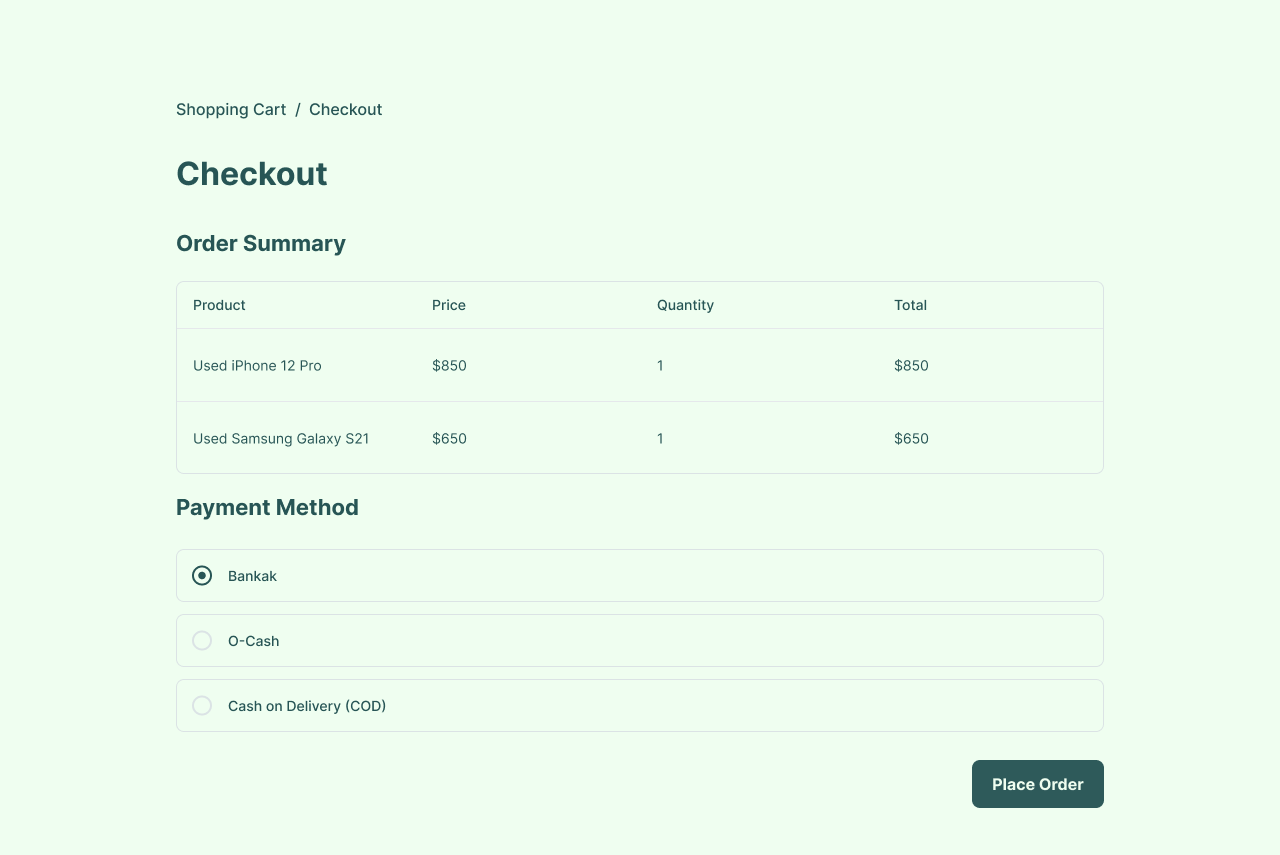 Shopping Cart / Checkout
Checkout
Order Summary
Product Price Quantity Total
Used iPhone 12 Pro $850 1 $850
Used Samsung Galaxy S21 $650 1 $650
Payment Method
Bankak
O-Cash
Cash on Delivery (COD)
Place Order